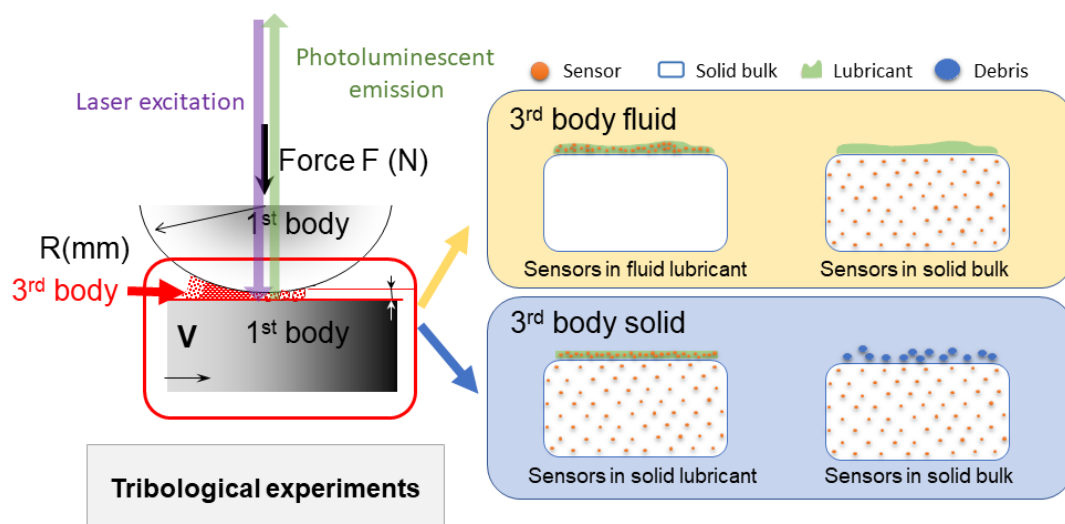 Photoluminescent
emission
Laser excitation
Force F (N)
1st body
R(mm)
3rd body
1st body
V
Tribological experiments
Sensor
Solid bulk
Lubricant
Debris
3rd body fluid
Sensors in fluid lubricant
Sensors in solid bulk
3rd body solid
Sensors in solid lubricant
Sensors in solid bulk